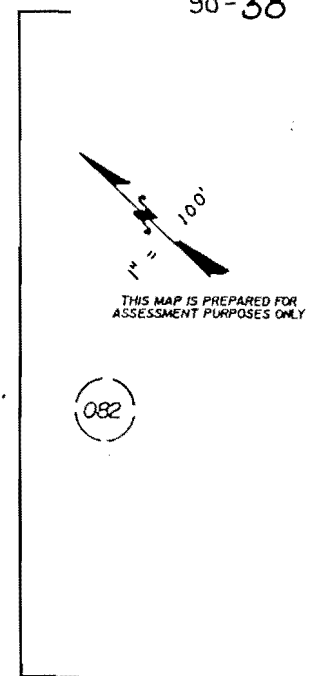 90-38
1" = 100'
THIS MAP IS PREPARED FOR
ASSESSMENT PURPOSES ONLY
082